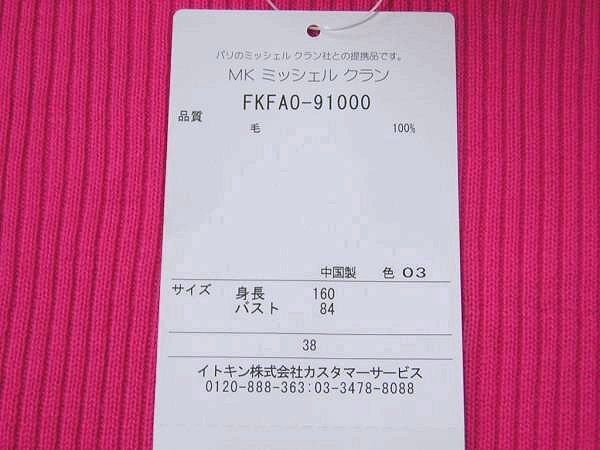 パリのミッシェル クラン社との提携品です。
MK ミッシェル クラン
FKFAO-91000
品質
毛 100%
中国製 色 03
サイズ 身長 160
バスト 84
38
イトキン株式会社カスタマーサービス
0120-888-363:03-3478-8088